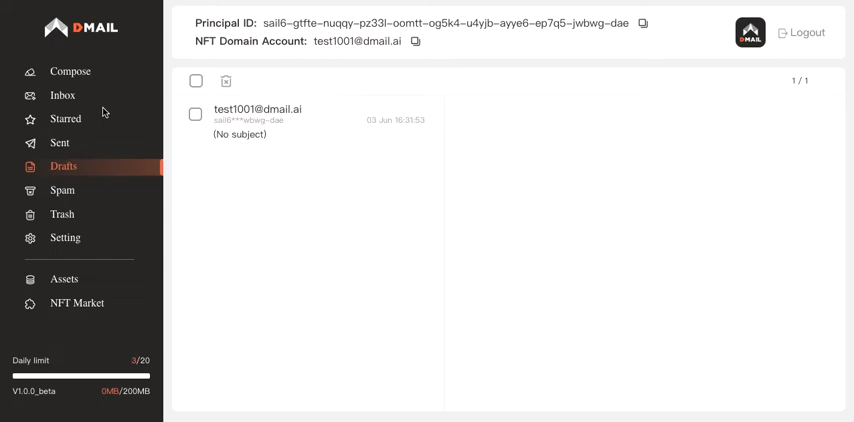 DMAIL
Compose
Inbox
Starred
Sent
Drafts
Spam
Trash
Setting
Assets
NFT Market
Daily limit 3/20
V1.0.0_beta 0MB/200MB
Principal ID: sail6-gtfte-nuqqy-pz33l-oomtt-og5k4-u4yjb-ayye6-ep7q5-jwbwg-dae
NFT Domain Account: test1001@dmail.ai
DMAIL
Logout
1 / 1
test1001@dmail.ai
sail6***wbwg-dae 03 Jun 16:31:53
(No subject)